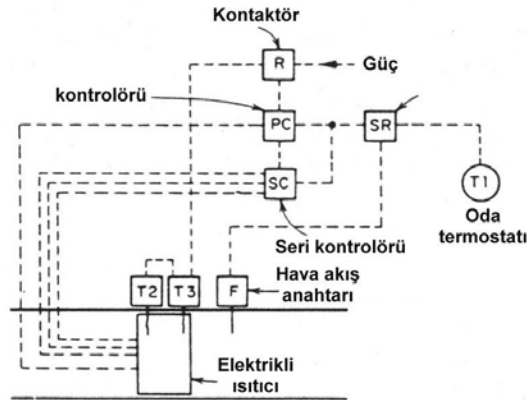 Kontaktör
R
Güç
kontrolörü
PC
SR
SC
T1
Oda
termostatı
Seri kontrolörü
Hava akış
anahtarı
T2
T3
F
Elektrikli
ısıtıcı